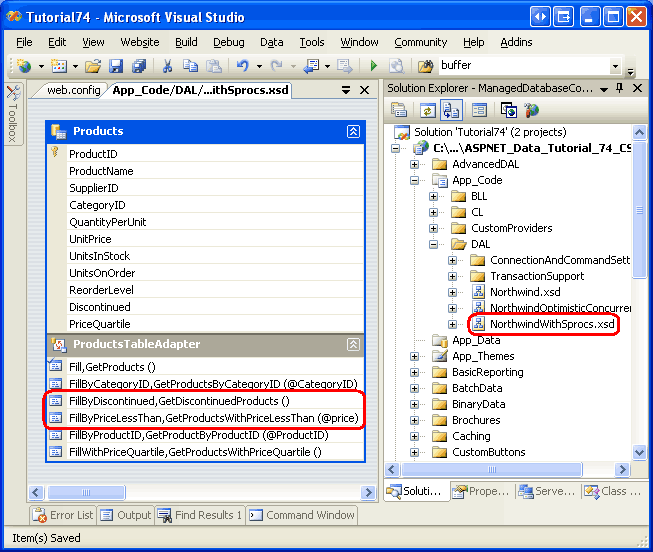 Tutorial74 - Microsoft Visual Studio
File Edit View Website Build Debug Data Tools Window Community Help Addins
buffer
web.config App_Code/DAL/...ithSprocs.xsd
Toolbox
Products
ProductID
ProductName
SupplierID
CategoryID
QuantityPerUnit
UnitPrice
UnitsInStock
UnitsOnOrder
ReorderLevel
Discontinued
PriceQuartile
ProductsTableAdapter
Fill,GetProducts ()
FillByCategoryID,GetProductsByCategoryID (@CategoryID)
FillByDiscontinued,GetDiscontinuedProducts ()
FillByPriceLessThan,GetProductsWithPriceLessThan (@price)
FillByProductID,GetProductByProductID (@ProductID)
FillWithPriceQuartile,GetProductsWithPriceQuartile ()
Solution Explorer - ManagedDatabaseCo...
Solution 'Tutorial74' (2 projects)
C:\...\ASPNET_Data_Tutorial_74_CS
AdvancedDAL
App_Code
BLL
CL
CustomProviders
DAL
ConnectionAndCommandSett
TransactionSupport
Northwind.xsd
NorthwindOptimisticConcurren
NorthwindWithSprocs.xsd
App_Data
App_Themes
BasicReporting
BatchData
BinaryData
Brochures
Caching
CustomButtons
Soluti... Prope... Serve... Class ...
Error List Output Find Results 1 Command Window
Item(s) Saved